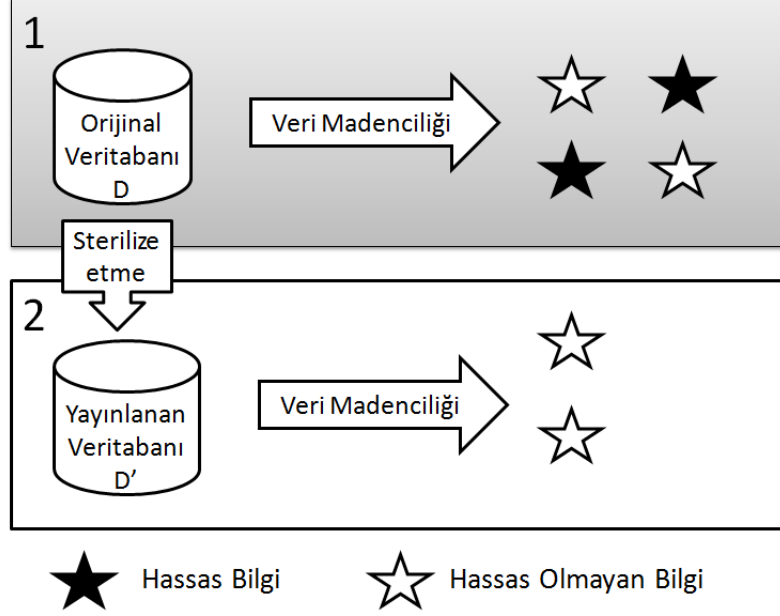 1
Orijinal
Veritabanı
D
Veri Madenciliği
Sterilize
etme
2
Yayınlanan
Veritabanı
D’
Veri Madenciliği
Hassas Bilgi
Hassas Olmayan Bilgi